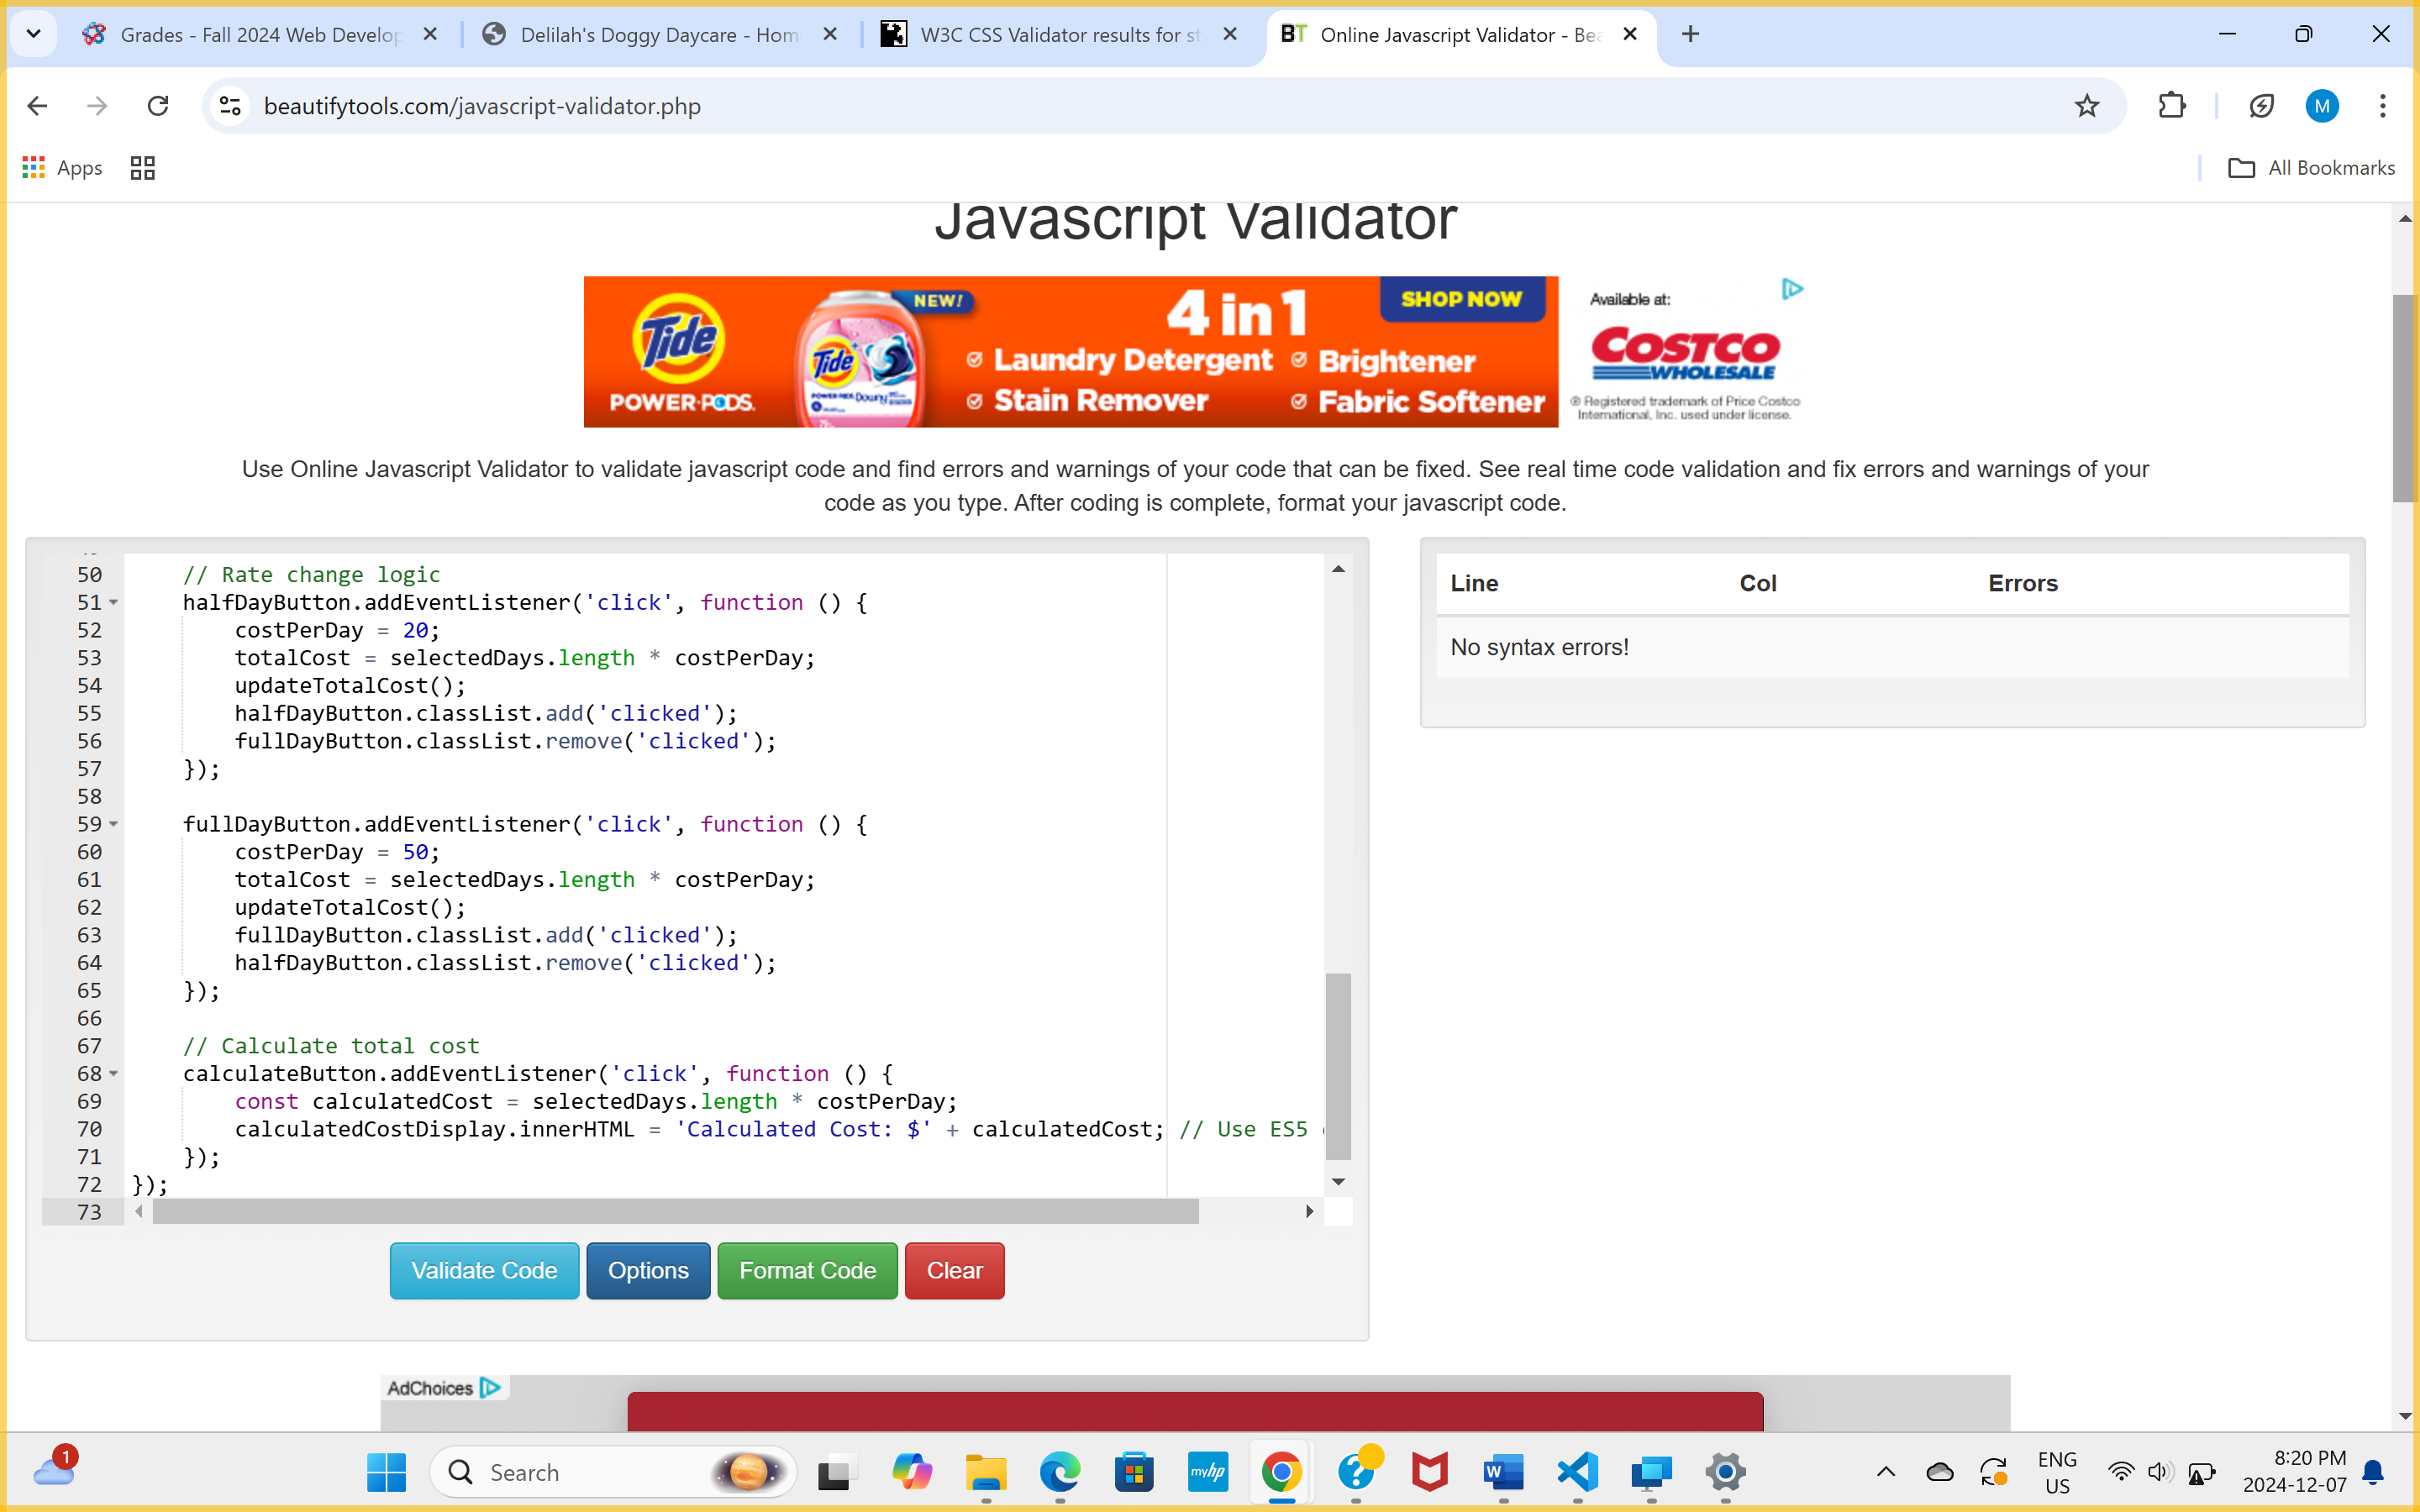 Grades - Fall 2024 Web Develop
Delilah's Doggy Daycare - Hom
W3C CSS Validator results for st
BT Online Javascript Validator - Bea
beautifytools.com/javascript-validator.php
M
Apps
All Bookmarks
Javascript Validator
Tide
POWER·PODS.
NEW!
Tide
POWER·PODS Downy
4 in 1
Laundry Detergent
Brightener
Stain Remover
Fabric Softener
SHOP NOW
Available at:
COSTCO
WHOLESALE
® Registered trademark of Price Costco
International, Inc. used under license.
Use Online Javascript Validator to validate javascript code and find errors and warnings of your code that can be fixed. See real time code validation and fix errors and warnings of your
code as you type. After coding is complete, format your javascript code.
50 // Rate change logic
51 halfDayButton.addEventListener('click', function () {
52 costPerDay = 20;
53 totalCost = selectedDays.length * costPerDay;
54 updateTotalCost();
55 halfDayButton.classList.add('clicked');
56 fullDayButton.classList.remove('clicked');
57 });
58
59 fullDayButton.addEventListener('click', function () {
60 costPerDay = 50;
61 totalCost = selectedDays.length * costPerDay;
62 updateTotalCost();
63 fullDayButton.classList.add('clicked');
64 halfDayButton.classList.remove('clicked');
65 });
66
67 // Calculate total cost
68 calculateButton.addEventListener('click', function () {
69 const calculatedCost = selectedDays.length * costPerDay;
70 calculatedCostDisplay.innerHTML = 'Calculated Cost: $' + calculatedCost; // Use ES5
71 });
72 });
73
Line Col Errors
No syntax errors!
Validate Code Options Format Code Clear
AdChoices
1
Search
myhp
W
ENG
US
8:20 PM
2024-12-07